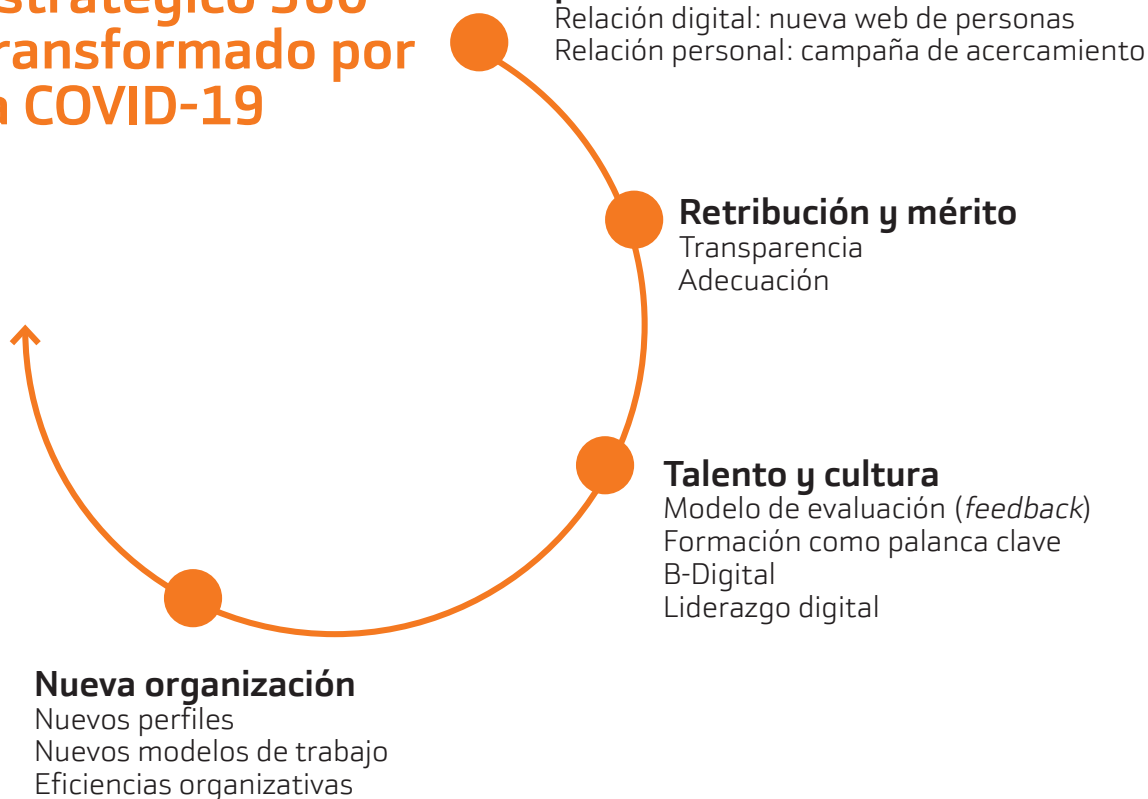 360
ransformado por
COVID-19
Relación digital: nueva web de personas
Relación personal: campaña de acercamiento
Retribución y mérito
Transparencia
Adecuación
Talento y cultura
Modelo de evaluación (feedback)
Formación como palanca clave
B-Digital
Liderazgo digital
Nueva organización
Nuevos perfiles
Nuevos modelos de trabajo
Eficiencias organizativas